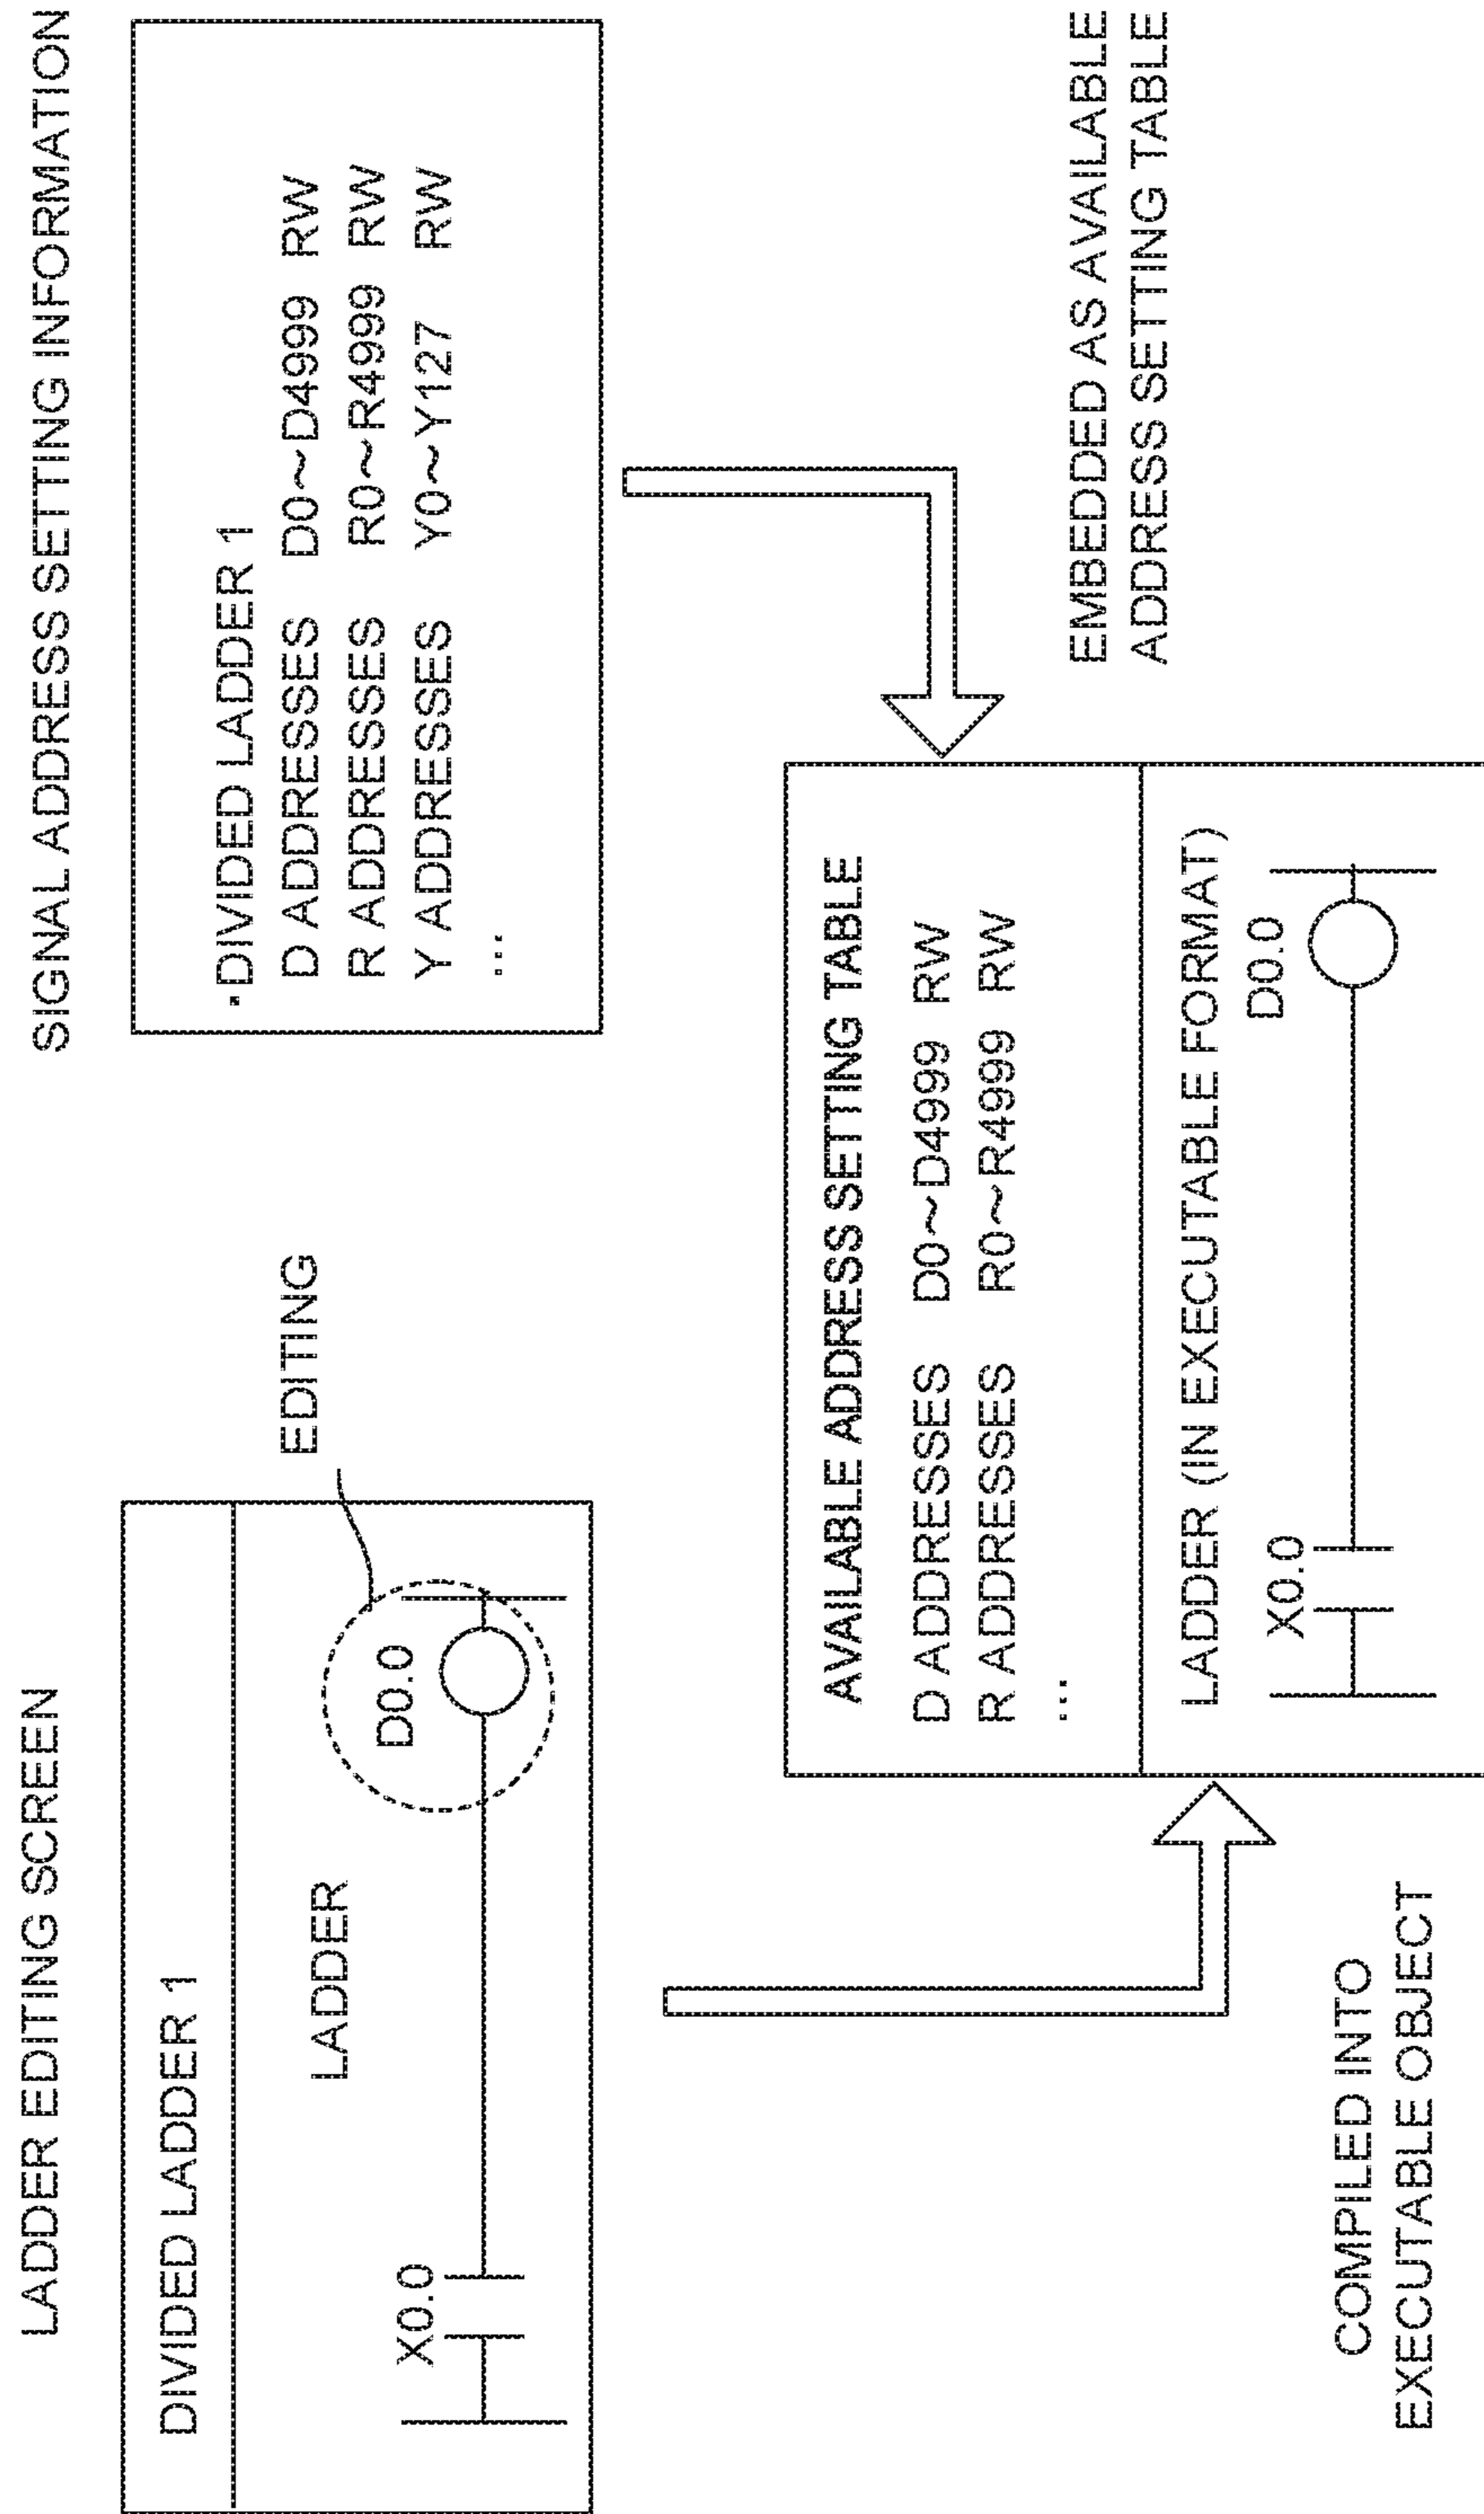 LADDER EDITING SCREEN
DIVIDED LADDER 1
LADDER
X0.0
D0.0
EDITING
SIGNAL ADDRESS SETTING INFORMATION
·DIVIDED LADDER 1
D ADDRESSES D0~D4999 RW
R ADDRESSES R0~R4999 RW
Y ADDRESSES Y0~Y127 RW
...
COMPILED INTO
EXECUTABLE OBJECT
AVAILABLE ADDRESS SETTING TABLE
D ADDRESSES D0~D4999 RW
R ADDRESSES R0~R4999 RW
...
LADDER (IN EXECUTABLE FORMAT)
X0.0
D0.0
EMBEDDED AS AVAILABLE
ADDRESS SETTING TABLE